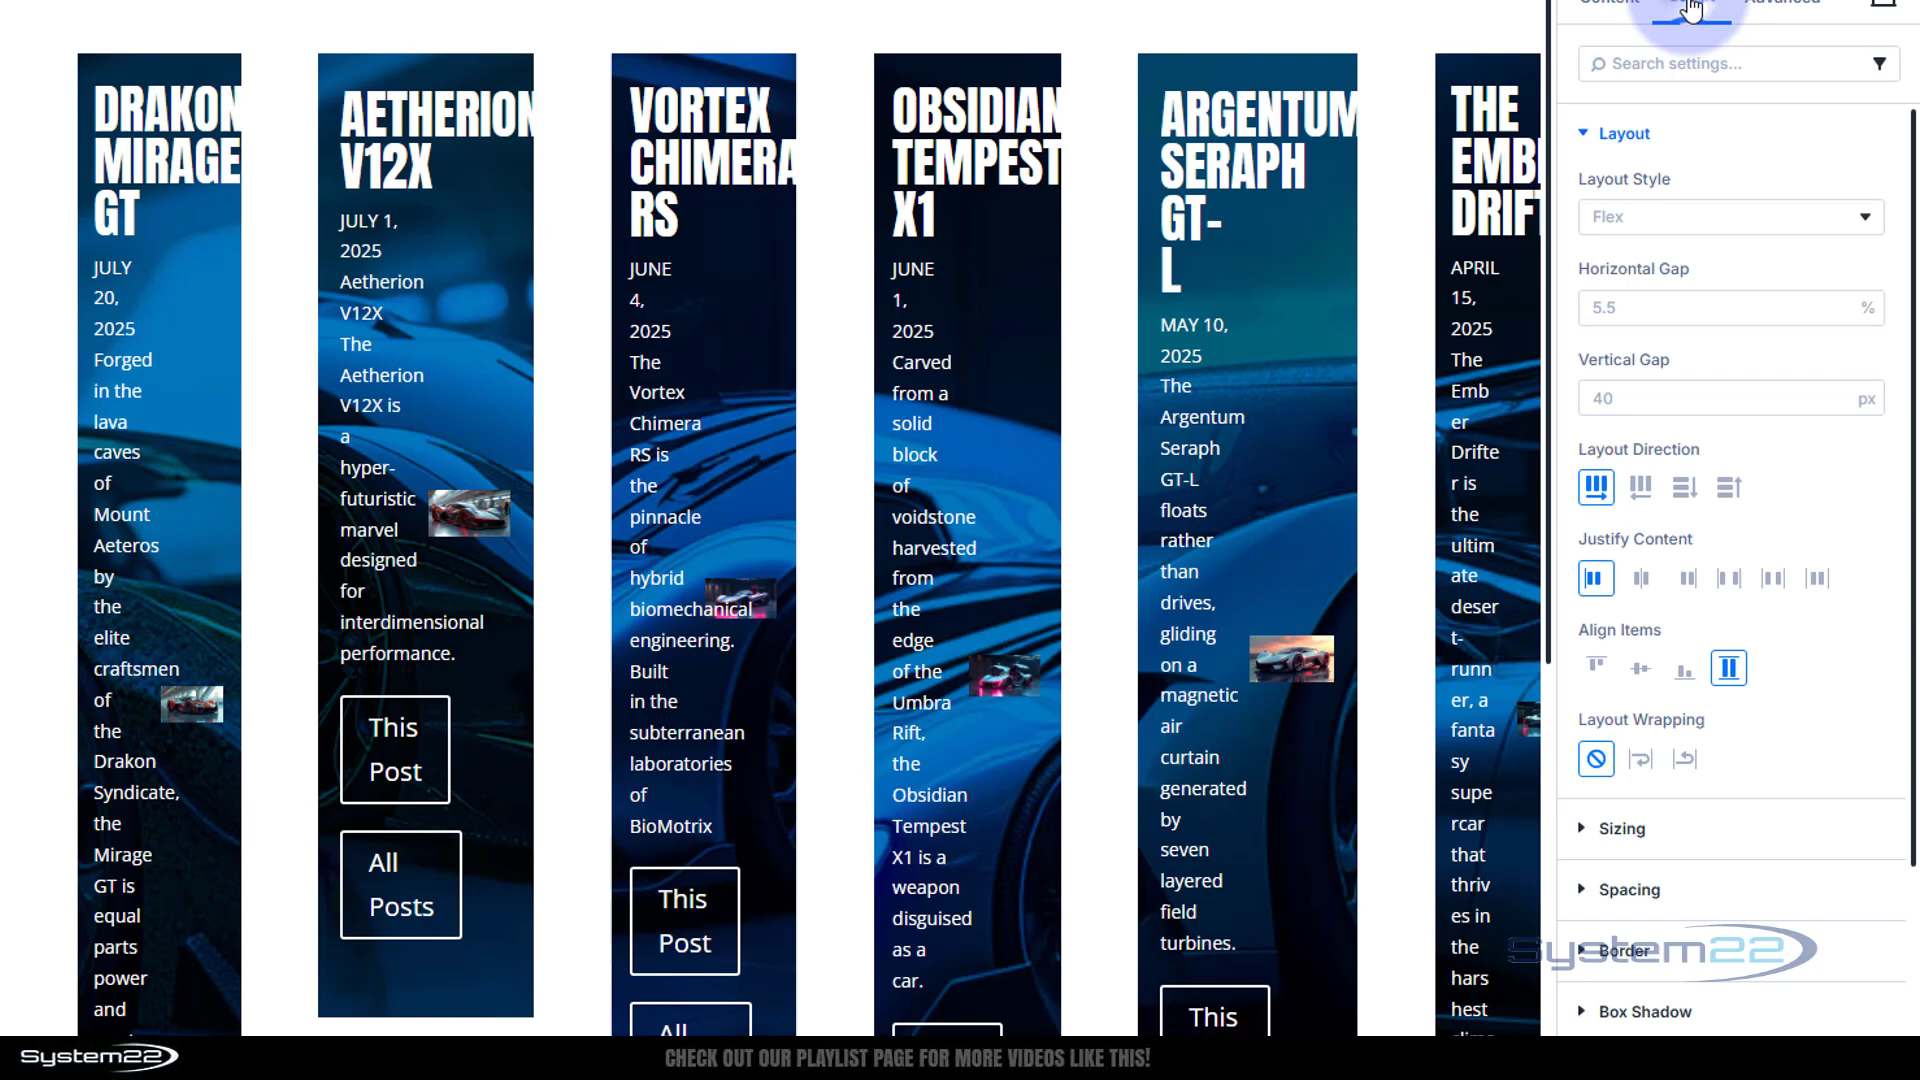 DRAKON
MIRAGE
GT
JULY
20,
2025
Forged
in the
lava
caves
of
Mount
Aeteros
by
the
elite
craftsmen
of
the
Drakon
Syndicate,
the
Mirage
GT is
equal
parts
power
and
AETHERION
V12X
JULY 1,
2025
Aetherion
V12X
The
Aetherion
V12X is
a
hyper-
futuristic
marvel
designed
for
interdimensional
performance.
This
Post
All
Posts
VORTEX
CHIMERA
RS
JUNE
4,
2025
The
Vortex
Chimera
RS is
the
pinnacle
of
hybrid
biomechanical
engineering.
Built
in the
subterranean
laboratories
of
BioMotrix
This
Post
All
OBSIDIAN
TEMPEST
X1
JUNE
1,
2025
Carved
from a
solid
block
of
voidstone
harvested
from
the
edge
of the
Umbra
Rift,
the
Obsidian
Tempest
X1 is a
weapon
disguised
as a
car.
ARGENTUM
SERAPH
GT-
L
MAY 10,
2025
The
Argentum
Seraph
GT-L
floats
rather
than
drives,
gliding
on a
magnetic
air
curtain
generated
by
seven
layered
field
turbines.
This
THE
EMB
DRIFT
APRIL
15,
2025
The
Emb
er
Drifte
r is
the
ultim
ate
deser
t-
runn
er, a
fanta
sy
supe
rcar
that
thriv
es in
the
hars
hest
Content
Advanced
Search settings...
Layout
Layout Style
Flex
Horizontal Gap
5.5 %
Vertical Gap
40 px
Layout Direction
Justify Content
Align Items
Layout Wrapping
Sizing
Spacing
Border
System22
Box Shadow
System22
CHECK OUT OUR PLAYLIST PAGE FOR MORE VIDEOS LIKE THIS!